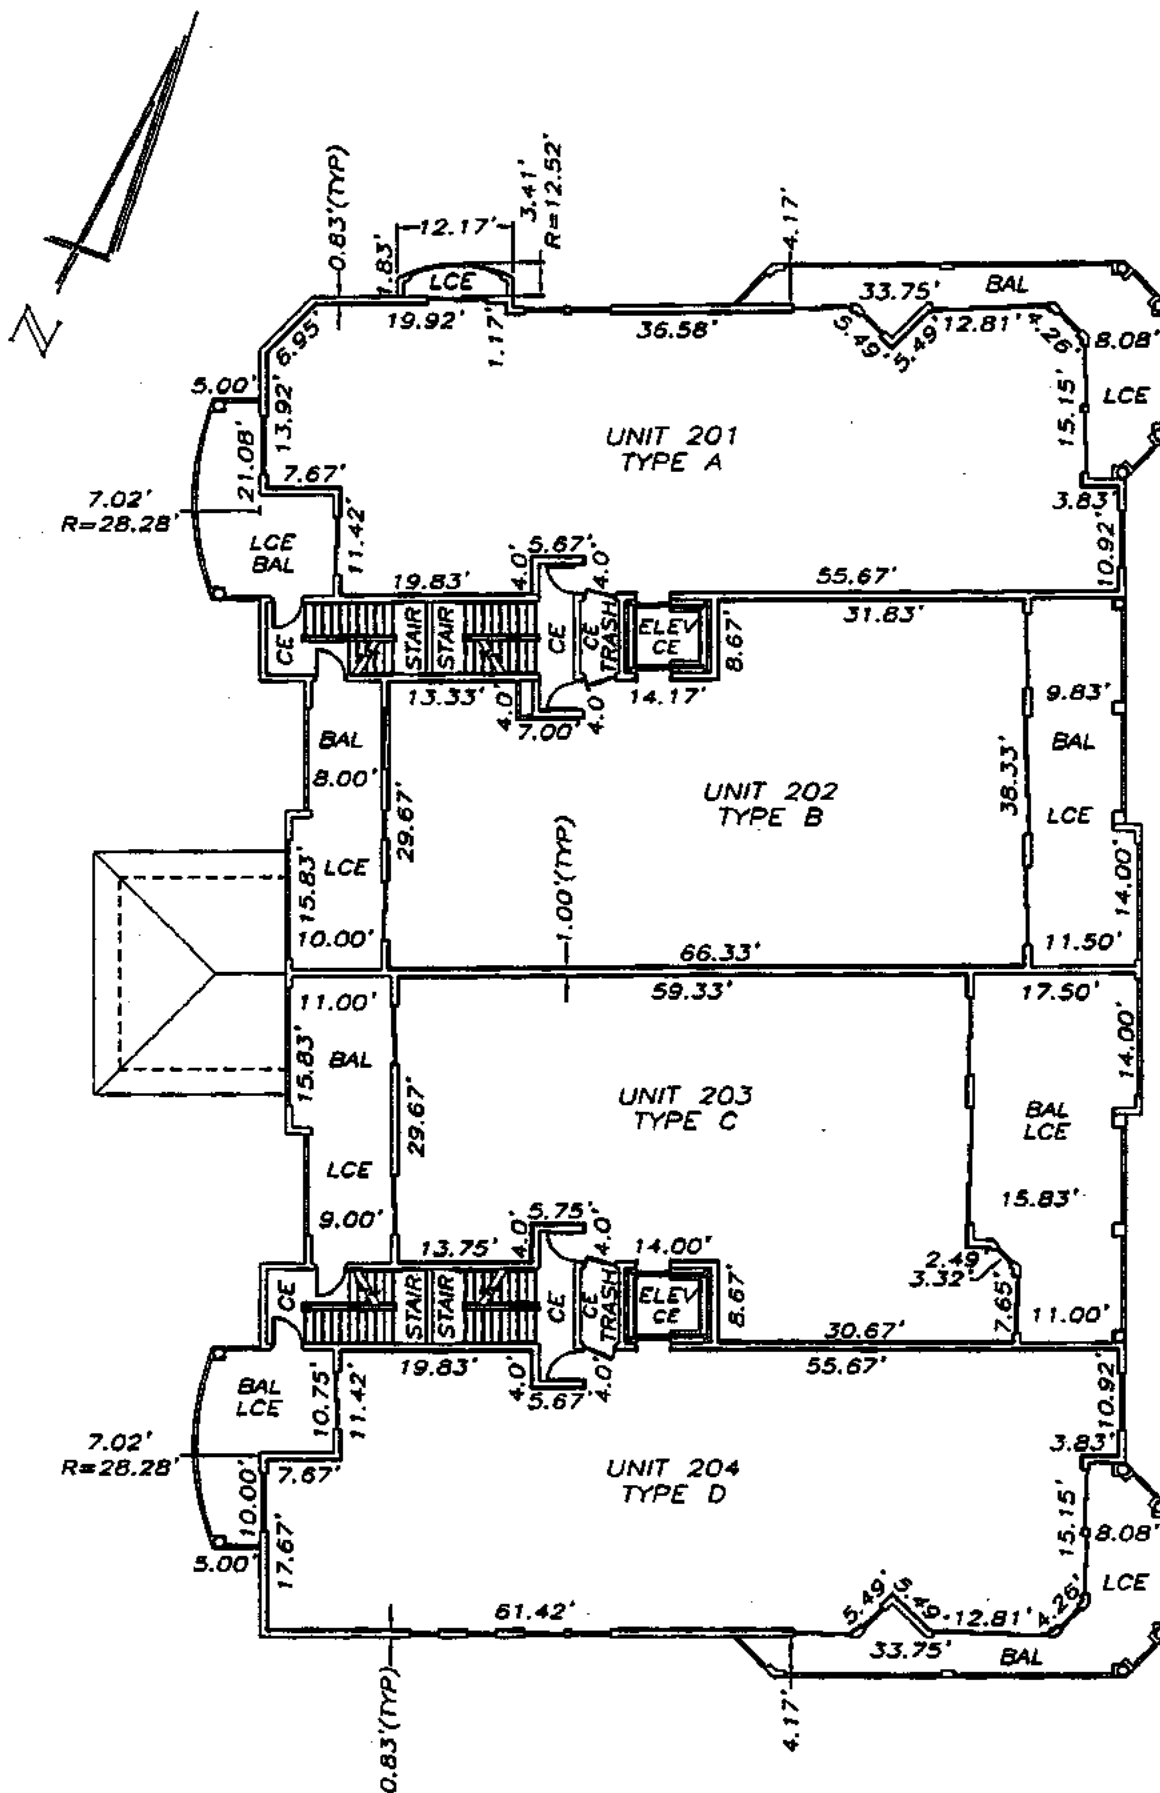 N
0.83'(TYP)
1.83'
12.17'
3.41'
R=12.52'
4.17'
LCE
33.75'
BAL
6.95'
19.92'
1.17'
36.58'
5.49'
5.49'
12.81'
4.26'
8.08'
5.00'
13.92'
21.08'
15.15'
LCE
UNIT 201
TYPE A
7.67'
3.83'
7.02'
R=28.28'
LCE
BAL
11.42'
10.92'
5.67'
4.0'
4.0'
19.83'
55.67'
31.83'
CE
STAIR
STAIR
CE
CE
TRASH
ELEV
CE
8.67'
13.33'
4.0'
4.0'
14.17'
7.00'
9.83'
BAL
8.00'
BAL
38.33'
UNIT 202
TYPE B
29.67'
LCE
1.00'(TYP)
LCE
15.83'
14.00'
10.00'
66.33'
11.50'
11.00'
59.33'
17.50'
15.83'
BAL
14.00'
UNIT 203
TYPE C
29.67'
BAL
LCE
LCE
15.83'
9.00'
5.75'
4.0'
4.0'
13.75'
14.00'
2.49'
3.32'
CE
STAIR
STAIR
CE
CE
TRASH
ELEV
CE
8.67'
7.65'
11.00'
30.67'
19.83'
4.0'
4.0'
55.67'
5.67'
BAL
LCE
10.75'
11.42'
10.92'
7.02'
R=28.28'
3.83'
7.67'
UNIT 204
TYPE D
10.00'
15.15'
8.08'
5.00'
17.67'
LCE
61.42'
5.49'
5.49'
12.81'
4.26'
33.75'
BAL
0.83'(TYP)
4.17'